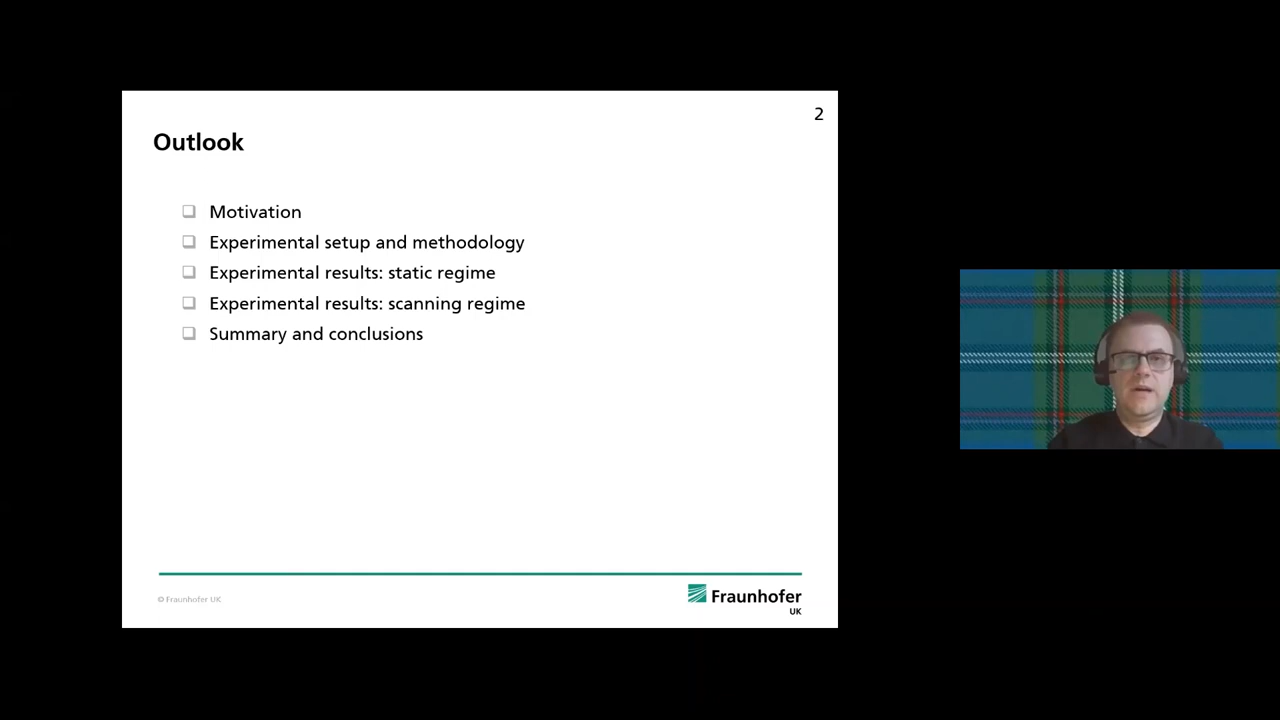 2
Outlook
Motivation
Experimental setup and methodology
Experimental results: static regime
Experimental results: scanning regime
Summary and conclusions
© Fraunhofer UK
Fraunhofer
UK